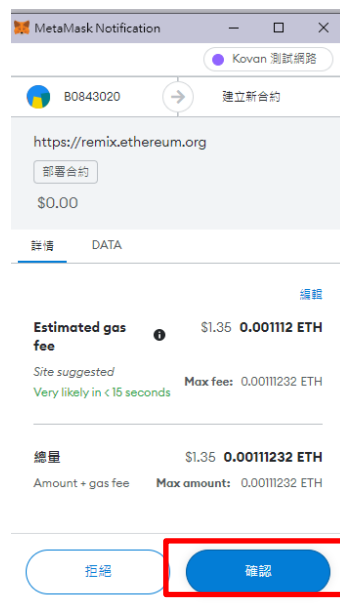 MetaMask Notification
Kovan 測試網路
B0843020
建立新合約
https://remix.ethereum.org
部署合約
$0.00
詳情 DATA
編輯
Estimated gas fee $1.35 0.001112 ETH
Site suggested
Very likely in < 15 seconds
Max fee: 0.00111232 ETH
總量 $1.35 0.00111232 ETH
Amount + gas fee Max amount: 0.00111232 ETH
拒絕 確認